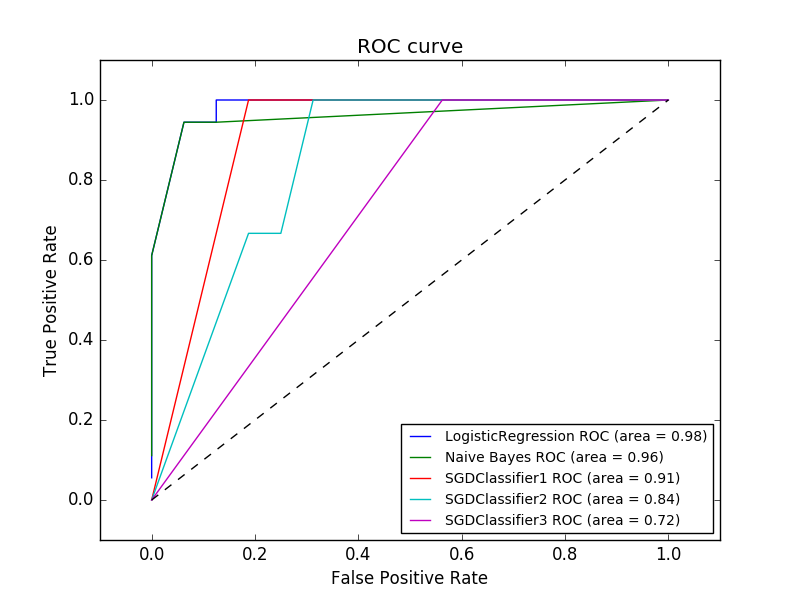 ROC curve
1.0
0.8
0.6
0.4
0.2
0.0
True Positive Rate
LogisticRegression ROC (area = 0.98)
Naive Bayes ROC (area = 0.96)
SGDClassifier1 ROC (area = 0.91)
SGDClassifier2 ROC (area = 0.84)
SGDClassifier3 ROC (area = 0.72)
0.0 0.2 0.4 0.6 0.8 1.0
False Positive Rate